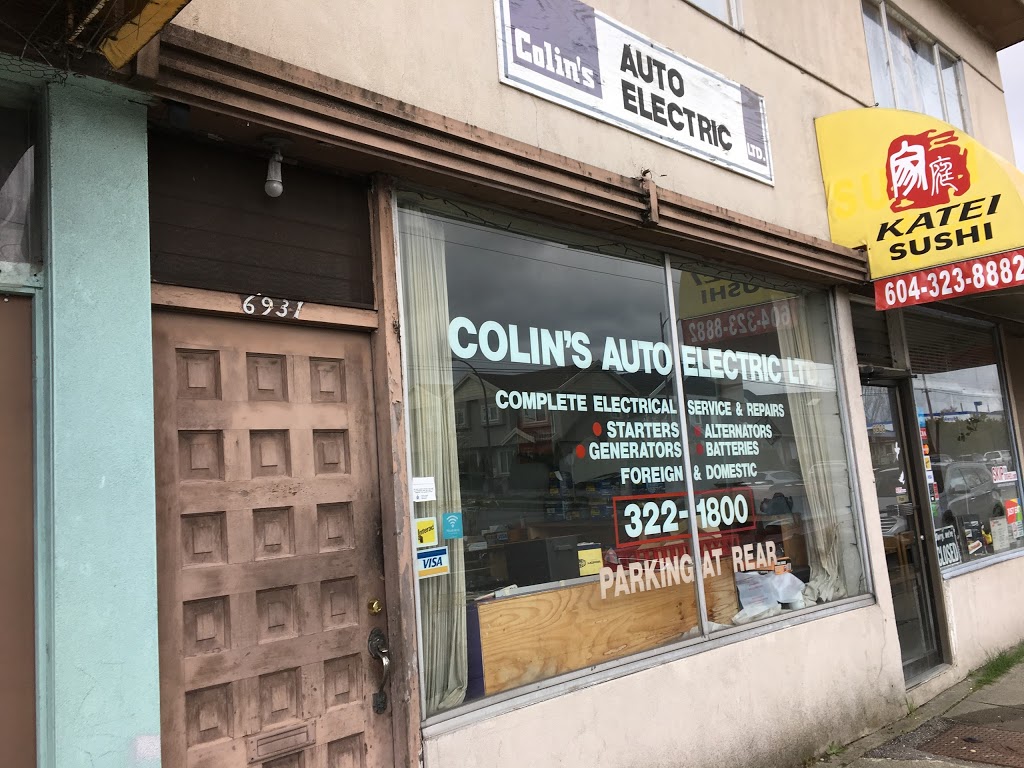 Colin's
AUTO
ELECTRIC
LTD.
家庭
KATEI
SUSHI
604-323-8882
6931
COLIN'S AUTO ELECTRIC LTD.
COMPLETE ELECTRICAL SERVICE & REPAIRS
STARTERS ALTERNATORS
GENERATORS BATTERIES
FOREIGN & DOMESTIC
322-1800
PARKING AT REAR
VISA
CLOSED